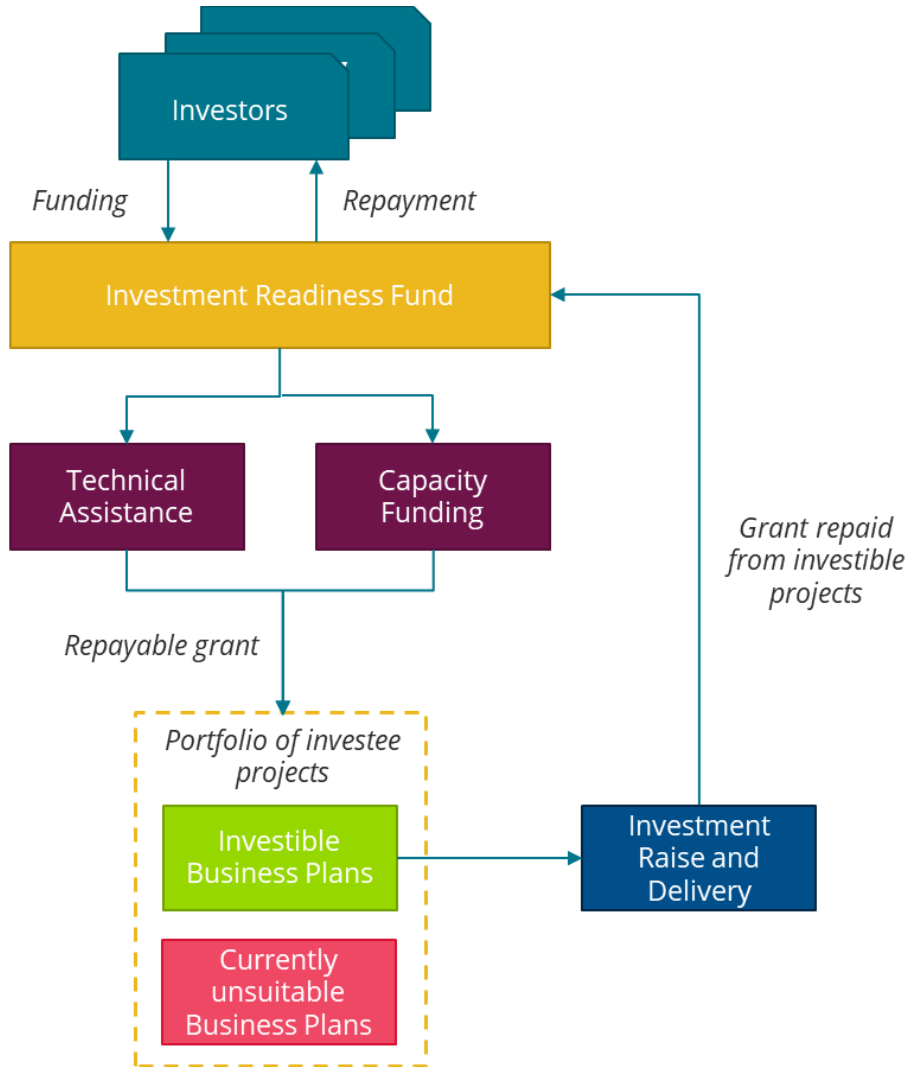 Investors
Funding
Repayment
Investment Readiness Fund
Technical
Assistance
Capacity
Funding
Grant repaid
from investible
projects
Repayable grant
Portfolio of investee
projects
Investible
Business Plans
Investment
Raise and
Delivery
Currently
unsuitable
Business Plans